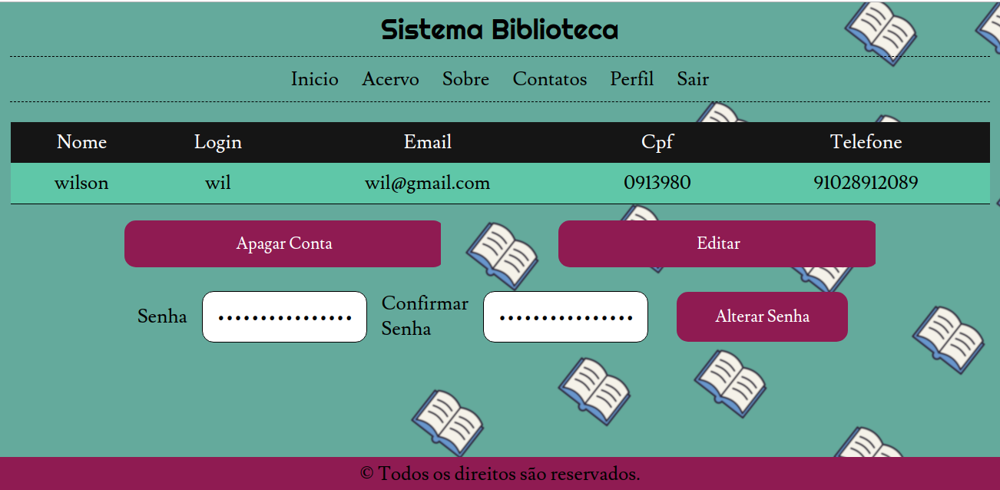 Sistema Biblioteca
Inicio Acervo Sobre Contatos Perfil Sair
Nome Login Email Cpf Telefone
wilson wil wil@gmail.com 0913980 91028912089
Apagar Conta Editar
Senha Confirmar Senha Alterar Senha
© Todos os direitos são reservados.